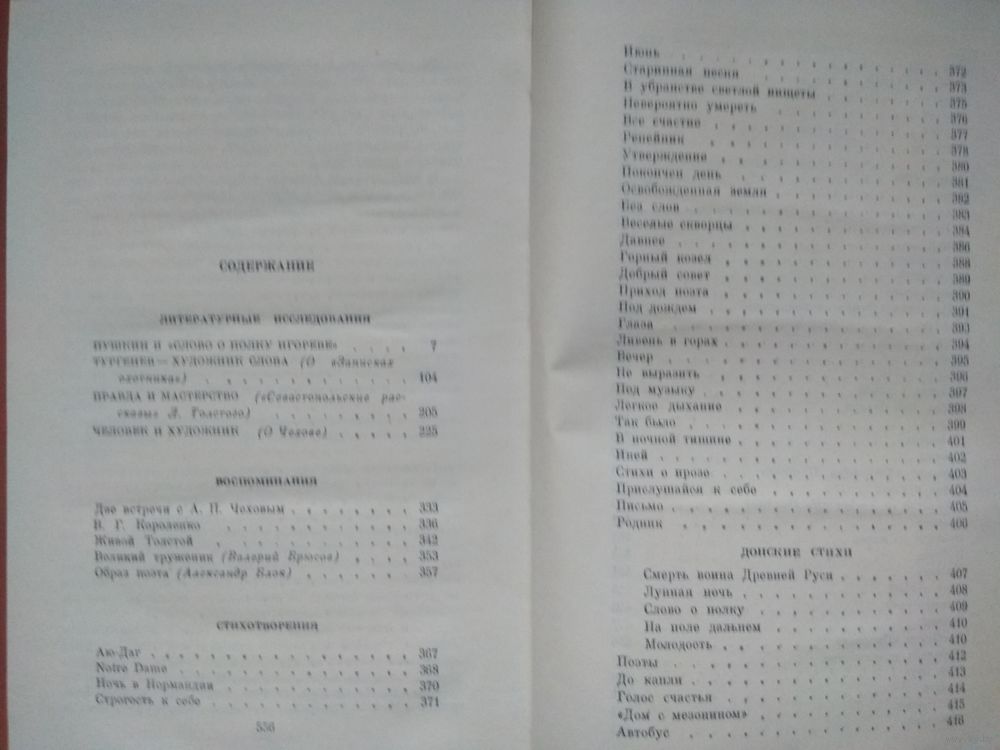 СОДЕРЖАНИЕ
ЛИТЕРАТУРНЫЕ ИССЛЕДОВАНИЯ
ПУШКИН И «СЛОВО О ПОЛКУ ИГОРЕВЕ» . . . 7
ТУРГЕНЕВ — ХУДОЖНИК СЛОВА (О «Записках
охотника») . . . . . . . . . . 104
ПРАВДА И МАСТЕРСТВО («Севастопольские рас-
сказы» Л. Толстого) . . . . . . . 205
ЧЕЛОВЕК И ХУДОЖНИК (О Чехове) . . . . 225
ВОСПОМИНАНИЯ
Две встречи с А. П. Чеховым . . . . . . 333
В. Г. Короленко . . . . . . . . . 336
Живой Толстой . . . . . . . . . 342
Великий труженик (Валерий Брюсов) . . . . 353
Образ поэта (Александр Блок) . . . . . . 357
СТИХОТВОРЕНИЯ
Аю-Даг . . . . . . . . . . . 367
Notre Dame . . . . . . . . . . 368
Ночь в Нормандии . . . . . . . . 370
Строгость к себе . . . . . . . . . 371
556
Июнь . . . . . . . . . . . 372
Старинная песня . . . . . . . . 373
В убранстве светлой нищеты . . . . . 375
Невероятно умереть . . . . . . . 376
Все счастье . . . . . . . . . 377
Репейник . . . . . . . . . . 378
Утверждение . . . . . . . . . 380
Покончен день . . . . . . . . . 381
Освобожденная земля . . . . . . . 382
Без слов . . . . . . . . . . 383
Веселые скворцы . . . . . . . . 384
Давнее . . . . . . . . . . . 386
Горный козел . . . . . . . . . 388
Добрый совет . . . . . . . . . 389
Приход поэта . . . . . . . . . 390
Под дождем . . . . . . . . . . 391
Глаза . . . . . . . . . . . 393
Ливень в горах . . . . . . . . . 394
Вечер . . . . . . . . . . . 395
Не выразить . . . . . . . . . 396
Под музыку . . . . . . . . . . 397
Легкое дыхание . . . . . . . . . 398
Так было . . . . . . . . . . 399
В ночной тишине . . . . . . . . 401
Иней . . . . . . . . . . . 402
Стихи о прозе . . . . . . . . . 403
Прислушайся к себе . . . . . . . 404
Письмо . . . . . . . . . . . 405
Родник . . . . . . . . . . . 406
ДОНСКИЕ СТИХИ
Смерть воина Древней Руси . . . . . 407
Лунная ночь . . . . . . . . . 408
Слово о полку . . . . . . . . . 409
На поле дальнем . . . . . . . . 410
Молодость . . . . . . . . . . 410
Поэты . . . . . . . . . . . 412
До капли . . . . . . . . . . 413
Голос счастья . . . . . . . . . 414
«Дом с мезонином» . . . . . . . . 415
Автобус . . . . . . . . . . . 416